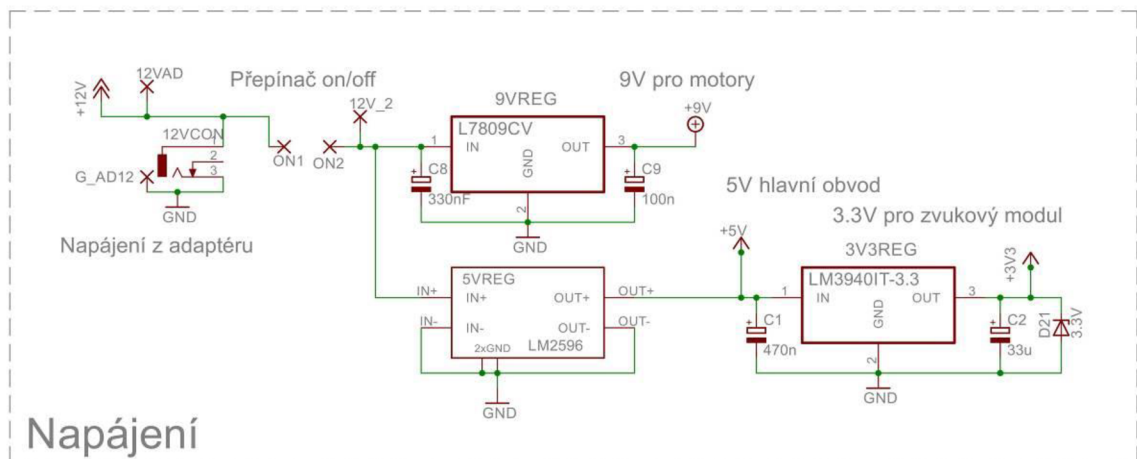 +12V
12VAD
12VCON
1
2
3
G_AD12
GND
Napájení z adaptéru
Přepínač on/off
ON1
ON2
12V_2
9VREG
L7809CV
1
IN
OUT
3
GND
2
C8
+
330nF
GND
C9
+
100n
9V pro motory
+9V
5VREG
IN+
IN+
OUT+
OUT+
IN-
IN-
OUT-
OUT-
2xGND
LM2596
GND
5V hlavní obvod
+5V
3.3V pro zvukový modul
3V3REG
LM3940IT-3.3
1
IN
OUT
3
GND
2
C1
+
470n
GND
+3V3
C2
+
33u
D21
3.3V
Napájení